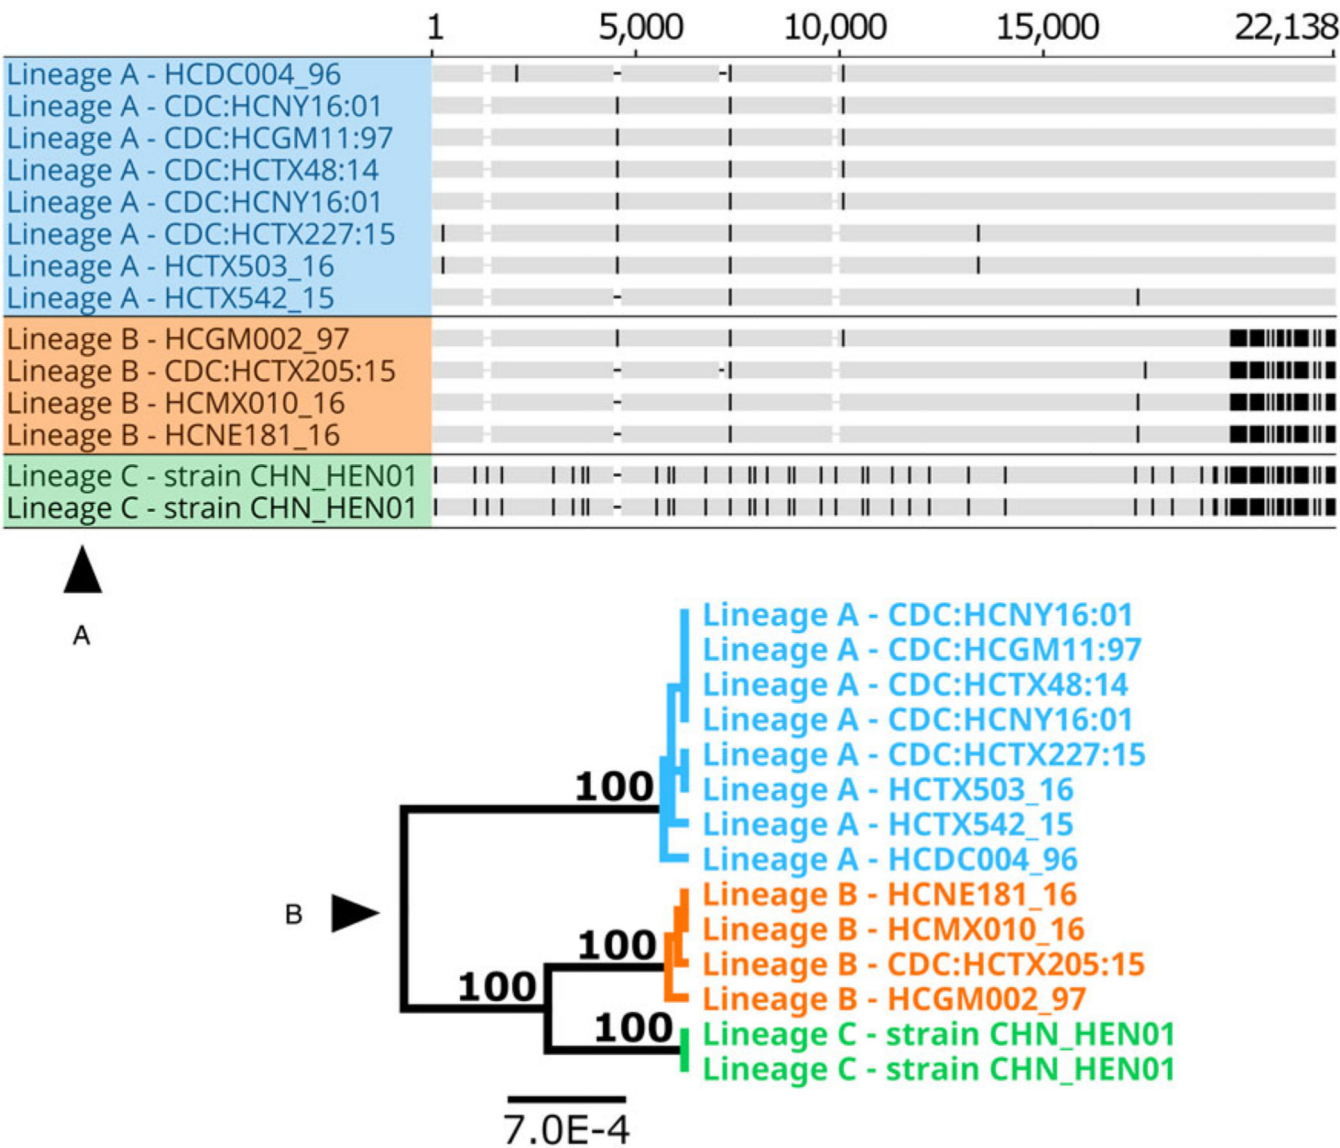 1 5,000 10,000 15,000 22,138
Lineage A - HCDC004_96
Lineage A - CDC:HCNY16:01
Lineage A - CDC:HCGM11:97
Lineage A - CDC:HCTX48:14
Lineage A - CDC:HCNY16:01
Lineage A - CDC:HCTX227:15
Lineage A - HCTX503_16
Lineage A - HCTX542_15
Lineage B - HCGM002_97
Lineage B - CDC:HCTX205:15
Lineage B - HCMX010_16
Lineage B - HCNE181_16
Lineage C - strain CHN_HEN01
Lineage C - strain CHN_HEN01
A
Lineage A - CDC:HCNY16:01
Lineage A - CDC:HCGM11:97
Lineage A - CDC:HCTX48:14
Lineage A - CDC:HCNY16:01
Lineage A - CDC:HCTX227:15
100
Lineage A - HCTX503_16
Lineage A - HCTX542_15
Lineage A - HCDC004_96
Lineage B - HCNE181_16
B
Lineage B - HCMX010_16
100
Lineage B - CDC:HCTX205:15
100
Lineage B - HCGM002_97
100
Lineage C - strain CHN_HEN01
Lineage C - strain CHN_HEN01
7.0E-4